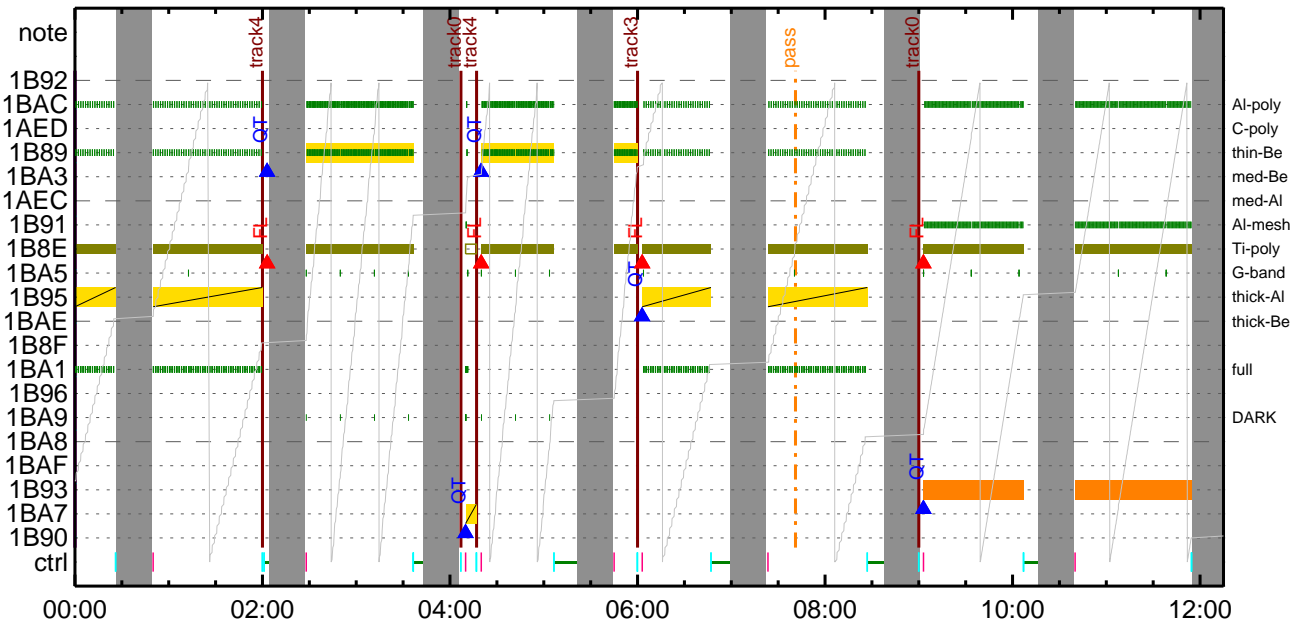 note
track4
track0
track4
track3
pass
track0
1B92
1BAC
Al-poly
1AED
QT
QT
C-poly
1B89
thin-Be
1BA3
med-Be
1AEC
med-Al
1B91
FL
FL
FL
FL
Al-mesh
1B8E
Ti-poly
1BA5
QT
G-band
1B95
thick-Al
1BAE
thick-Be
1B8F
1BA1
full
1B96
1BA9
DARK
1BA8
1BAF
QT
1B93
QT
1BA7
1B90
ctrl
00:00
02:00
04:00
06:00
08:00
10:00
12:00